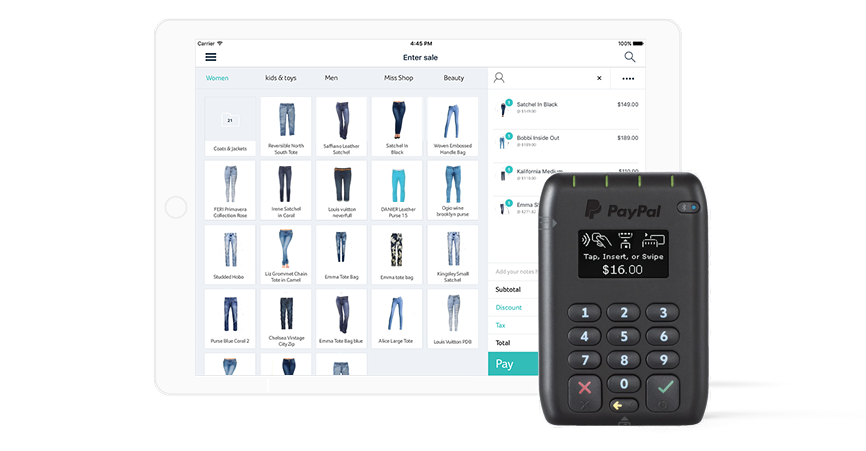 Carrier
4:45 PM
100%
Enter sale
Women
kids & toys
Men
Miss Shop
Beauty
21
Coats & Jackets
Reversible North
South Tote
Saffiano Leather
Satchel
Satchel In
Black
Woven Embossed
Handle Bag
FERI Primavera
Collection Rose
Irene Satchel
in Coral
Louis vuitton
neverfull
DANIER Leather
Purse 15
Ogio wine
brooklyn purse
Studded Hobo
Liz Grommet Chain
Tote in Camel
Emma Tote Bag
Emma tote bag
Kingsley Small
Satchel
Purse Blue Coral 2
Chelsea Vintage
City Zip
Emma Tote Bag blue
Alice Large Tote
Louis Vuitton PDB
Satchel In Black
$149.00
Bobbi Inside Out
$189.00
Kalifornia Medium
$110.00
Emma S
Add your notes h
Subtotal
Discount
Tax
Total
Pay
PayPal
Tap, Insert, or Swipe
$16.00
1 2 3
4 5 6
7 8 9
0